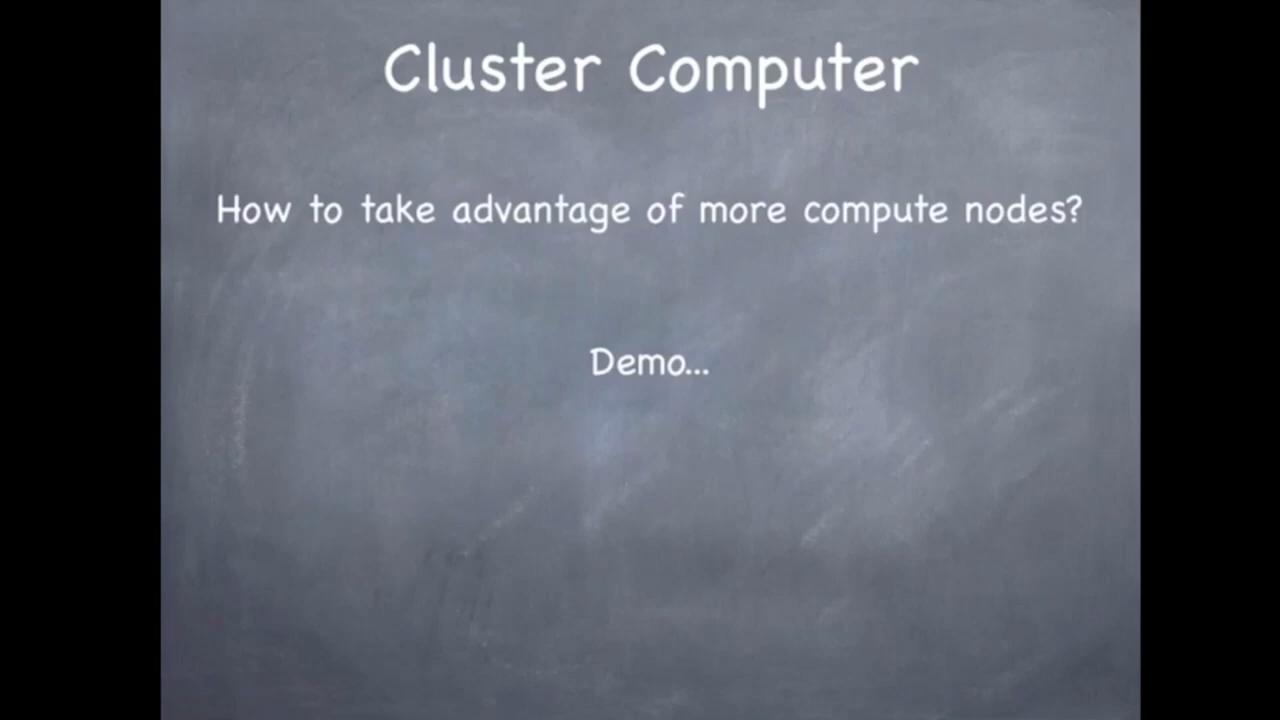 Cluster Computer
How to take advantage of more compute nodes?
Demo...